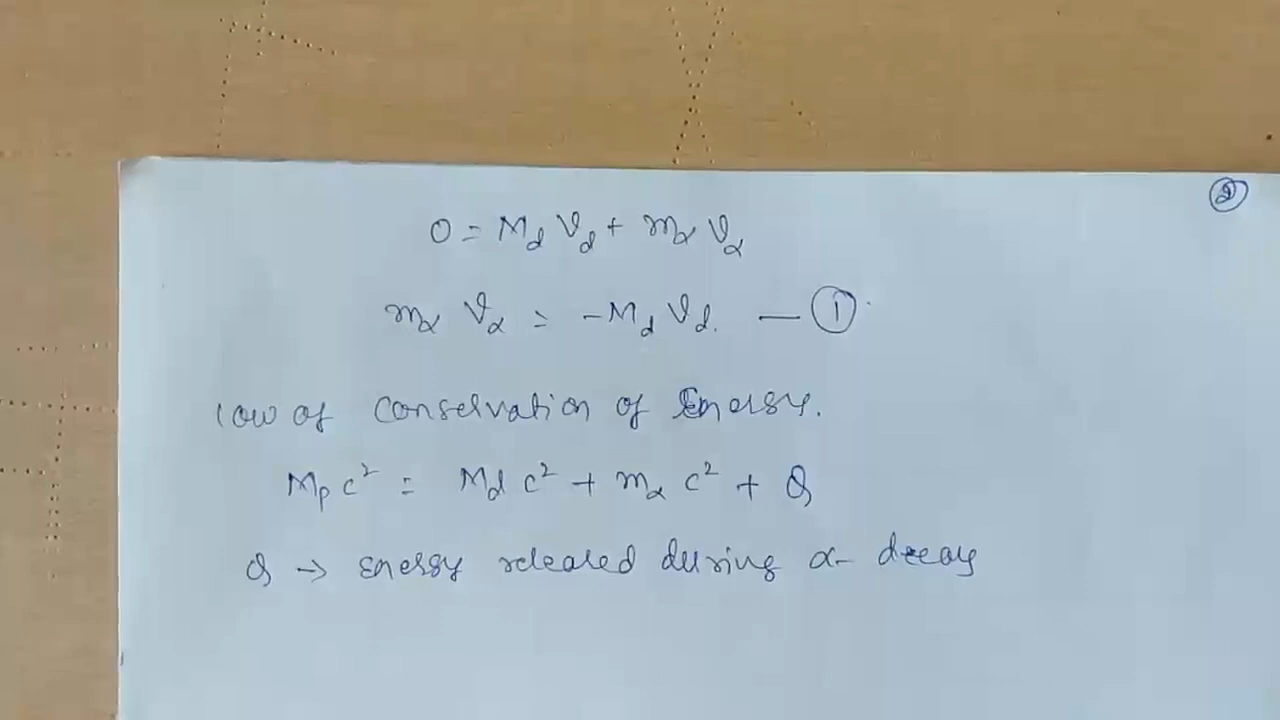 ②
0 = M_d V_d + m_α V_α
m_α V_α = -M_d V_d. — ①
law of conservation of Energy.
M_p c² = M_d c² + m_α c² + Q
Q → Energy released during α- decay